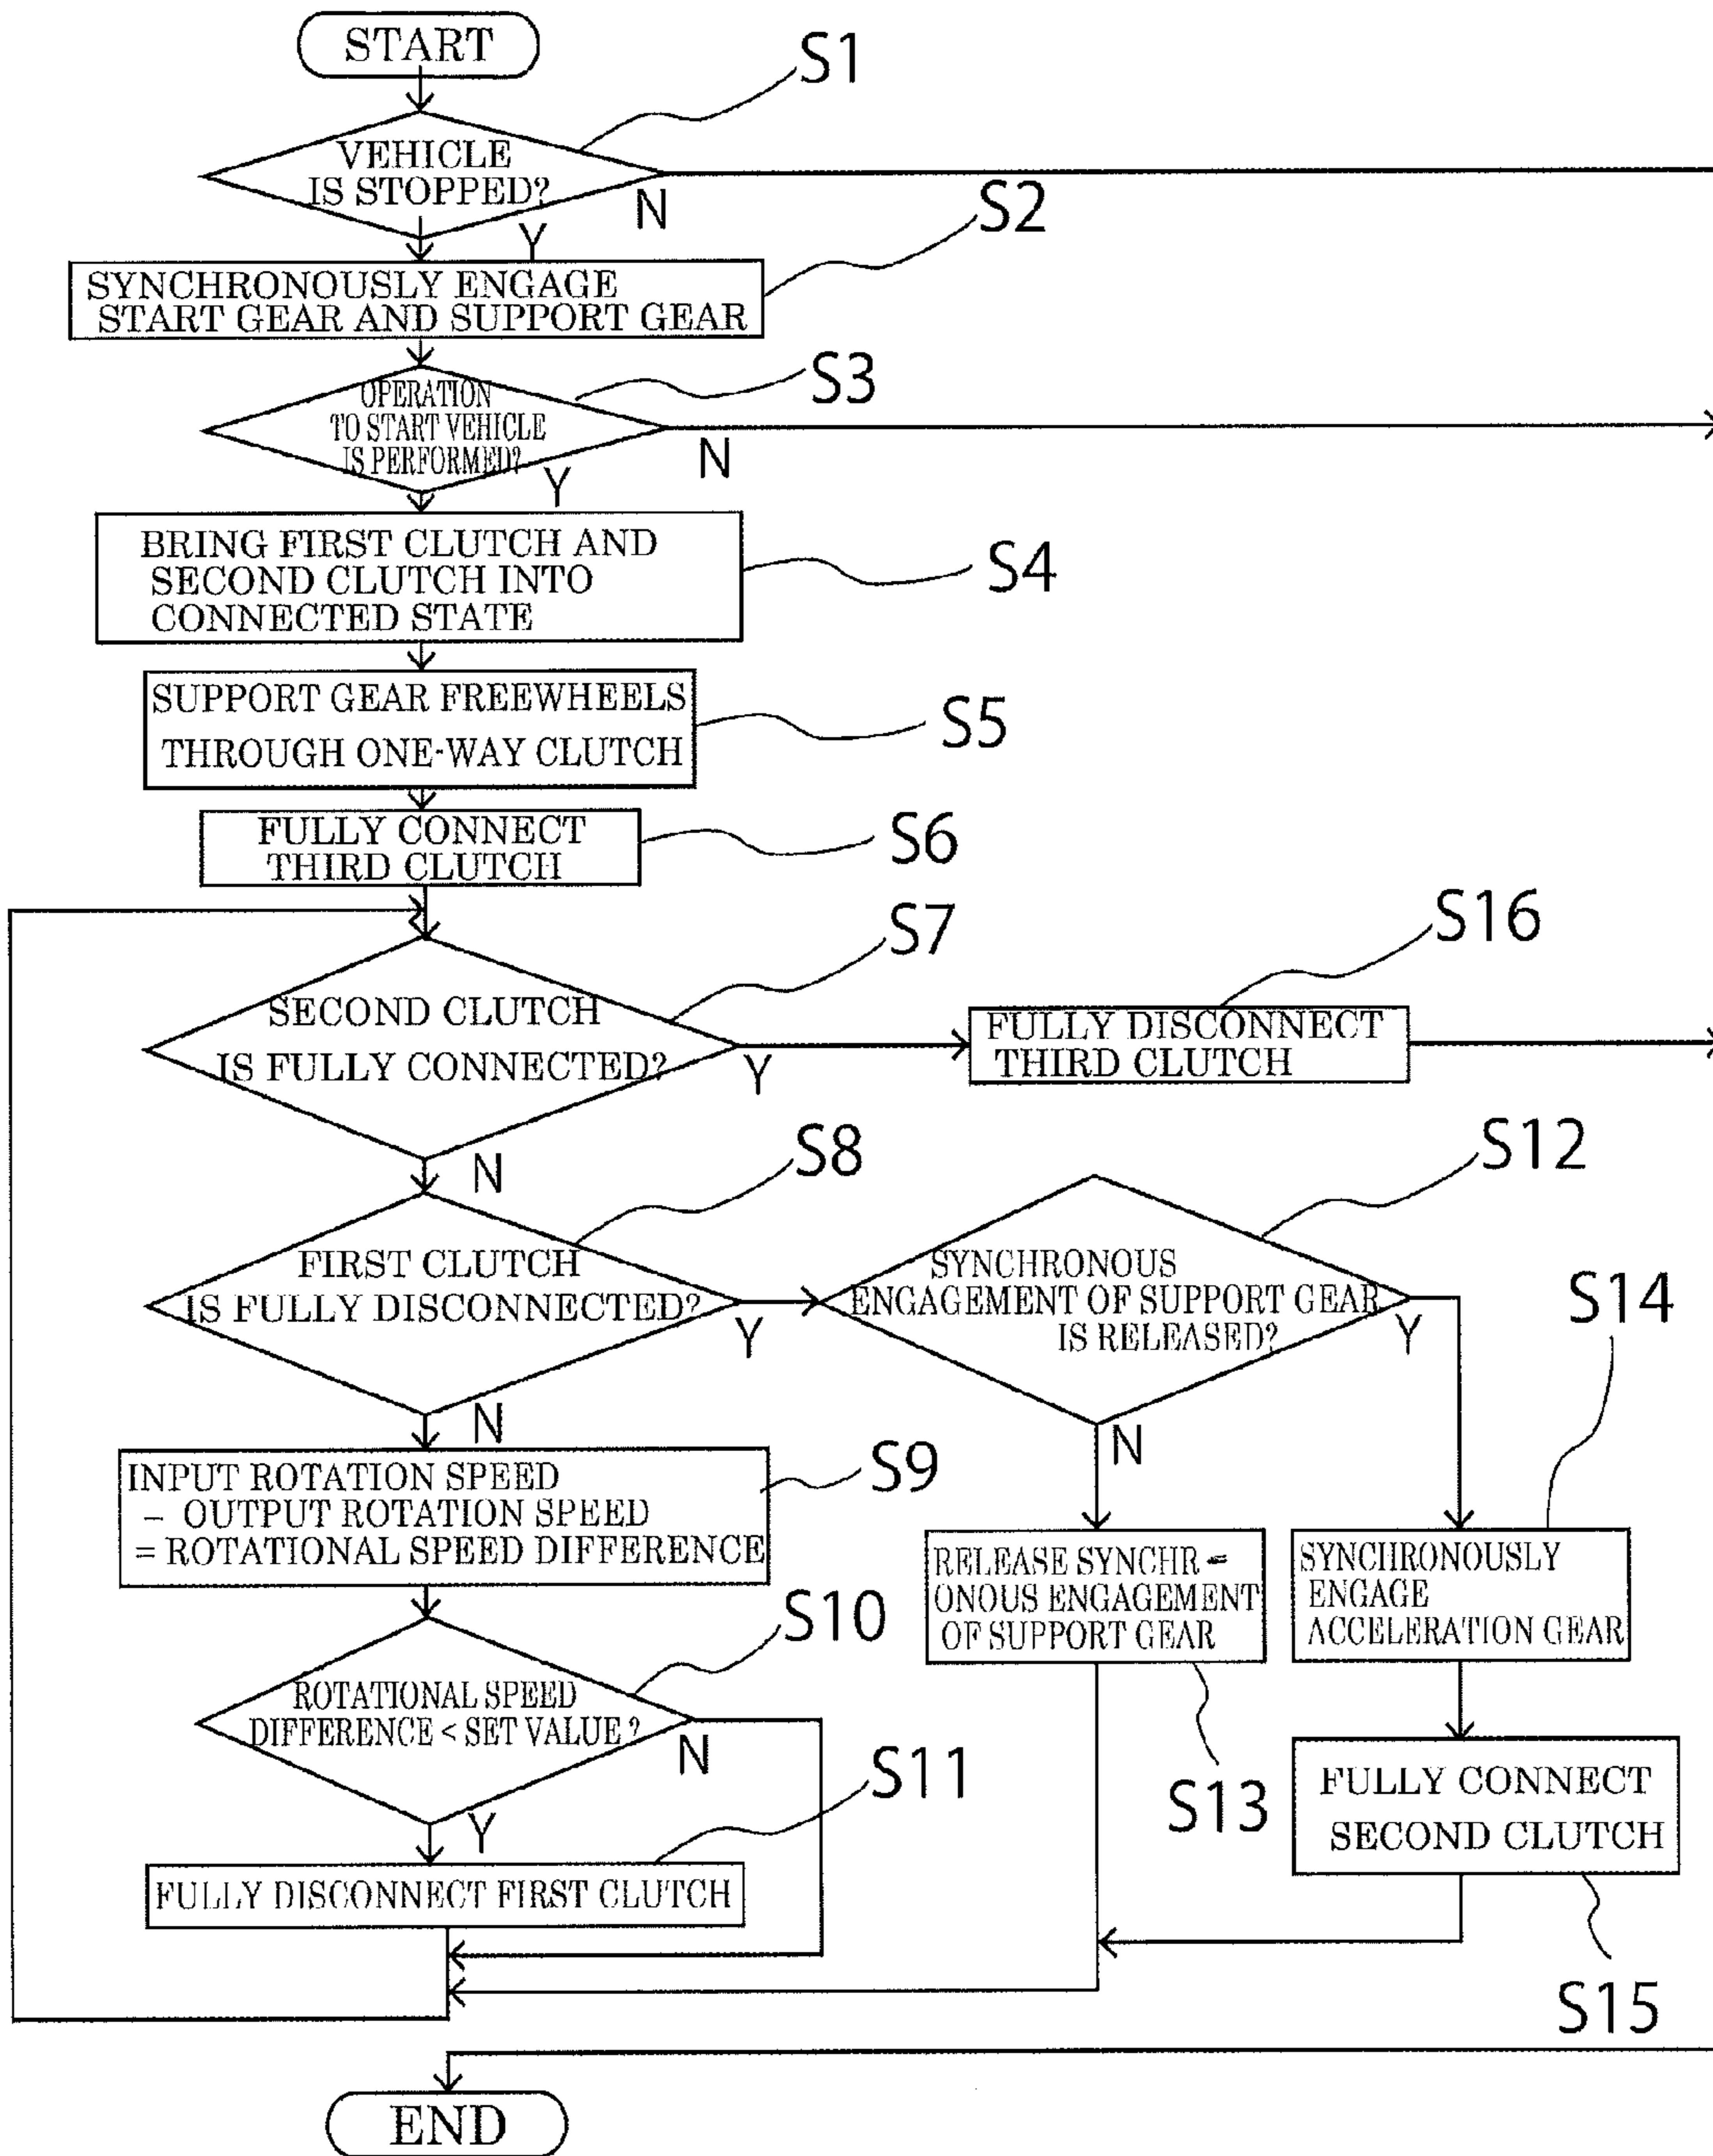 START
S1
VEHICLE
IS STOPPED?
N
Y
S2
SYNCHRONOUSLY ENGAGE
START GEAR AND SUPPORT GEAR
S3
OPERATION
TO START VEHICLE
IS PERFORMED?
N
Y
BRING FIRST CLUTCH AND
SECOND CLUTCH INTO
CONNECTED STATE
S4
SUPPORT GEAR FREEWHEELS
THROUGH ONE-WAY CLUTCH
S5
FULLY CONNECT
THIRD CLUTCH
S6
S7
SECOND CLUTCH
IS FULLY CONNECTED?
Y
N
S16
FULLY DISCONNECT
THIRD CLUTCH
S8
FIRST CLUTCH
IS FULLY DISCONNECTED?
Y
N
S12
SYNCHRONOUS
ENGAGEMENT OF SUPPORT GEAR
IS RELEASED?
Y
N
S14
INPUT ROTATION SPEED
– OUTPUT ROTATION SPEED
= ROTATIONAL SPEED DIFFERENCE
S9
RELEASE SYNCHR =
ONOUS ENGAGEMENT
OF SUPPORT GEAR
SYNCHRONOUSLY
ENGAGE
ACCELERATION GEAR
S10
ROTATIONAL SPEED
DIFFERENCE < SET VALUE ?
N
Y
S11
S13
FULLY CONNECT
SECOND CLUTCH
FULLY DISCONNECT FIRST CLUTCH
S15
END